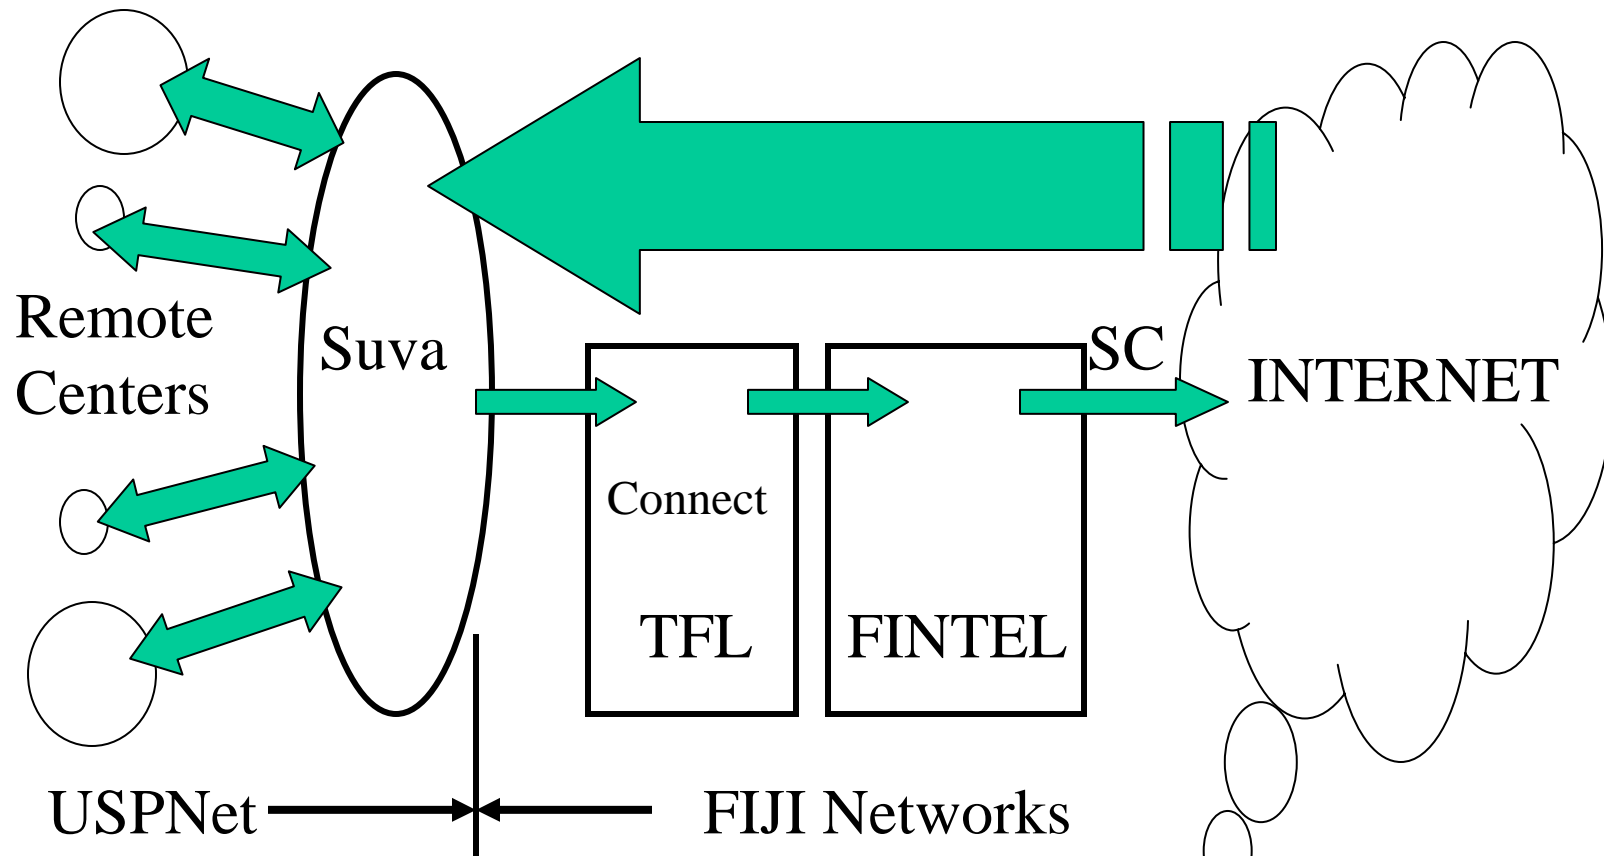 Remote
Centers
Suva
SC
INTERNET
Connect
TFL
FINTEL
USPNet
FIJI Networks